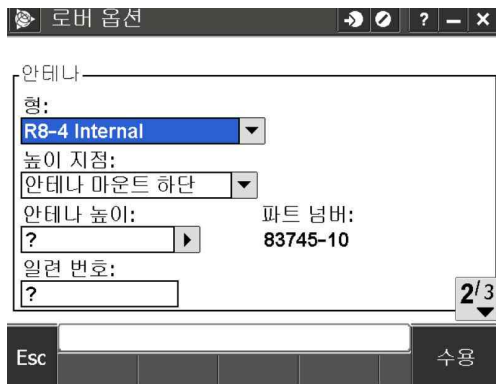 로버 옵션 ? – ×
안테나
형:
R8-4 Internal
높이 지점:
안테나 마운트 하단
안테나 높이: 파트 넘버:
? 83745-10
일련 번호:
?
2/3
Esc 수용